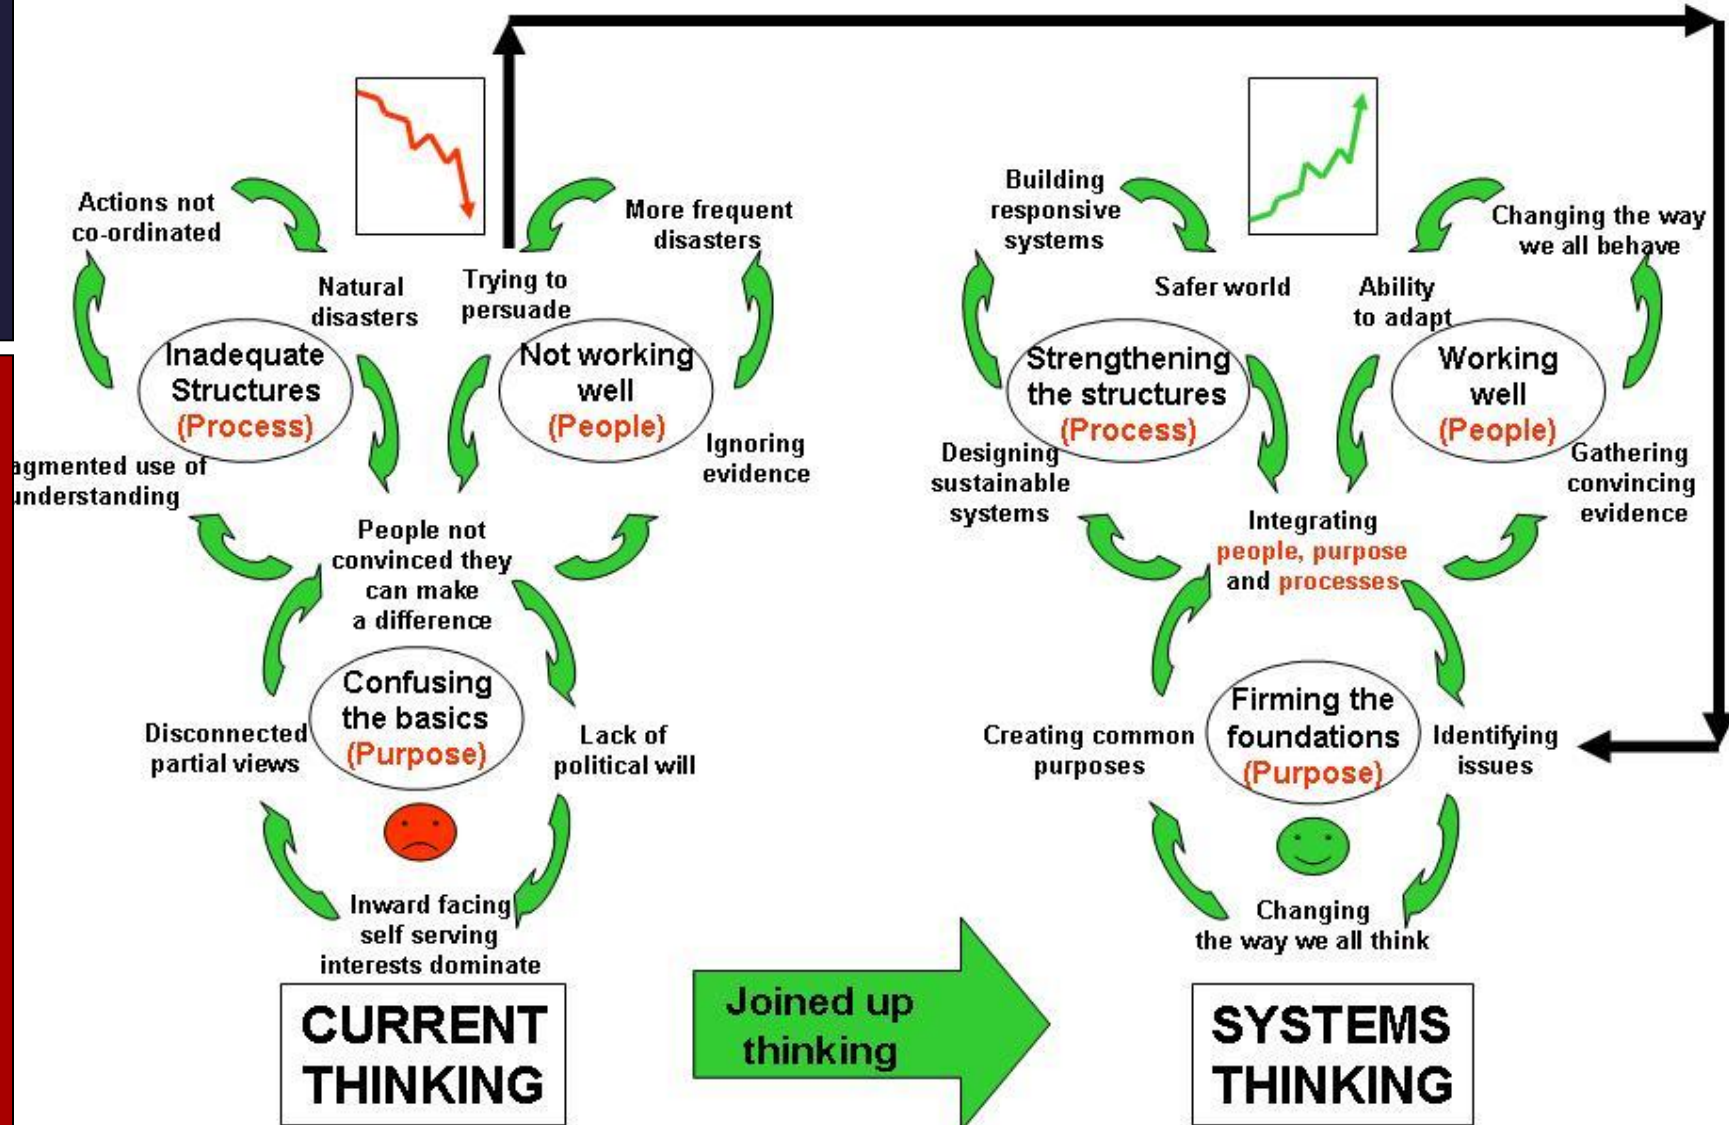 Actions not
co-ordinated
Natural
disasters
Trying to
persuade
More frequent
disasters
Inadequate
Structures
(Process)
Not working
well
(People)
agmented use of
understanding
Ignoring
evidence
People not
convinced they
can make
a difference
Confusing
the basics
(Purpose)
Disconnected
partial views
Lack of
political will
Inward facing
self serving
interests dominate
CURRENT
THINKING
Joined up
thinking
Building
responsive
systems
Safer world
Ability
to adapt
Changing the way
we all behave
Strengthening
the structures
(Process)
Working
well
(People)
Designing
sustainable
systems
Gathering
convincing
evidence
Integrating
people, purpose
and processes
Firming the
foundations
(Purpose)
Creating common
purposes
Identifying
issues
Changing
the way we all think
SYSTEMS
THINKING